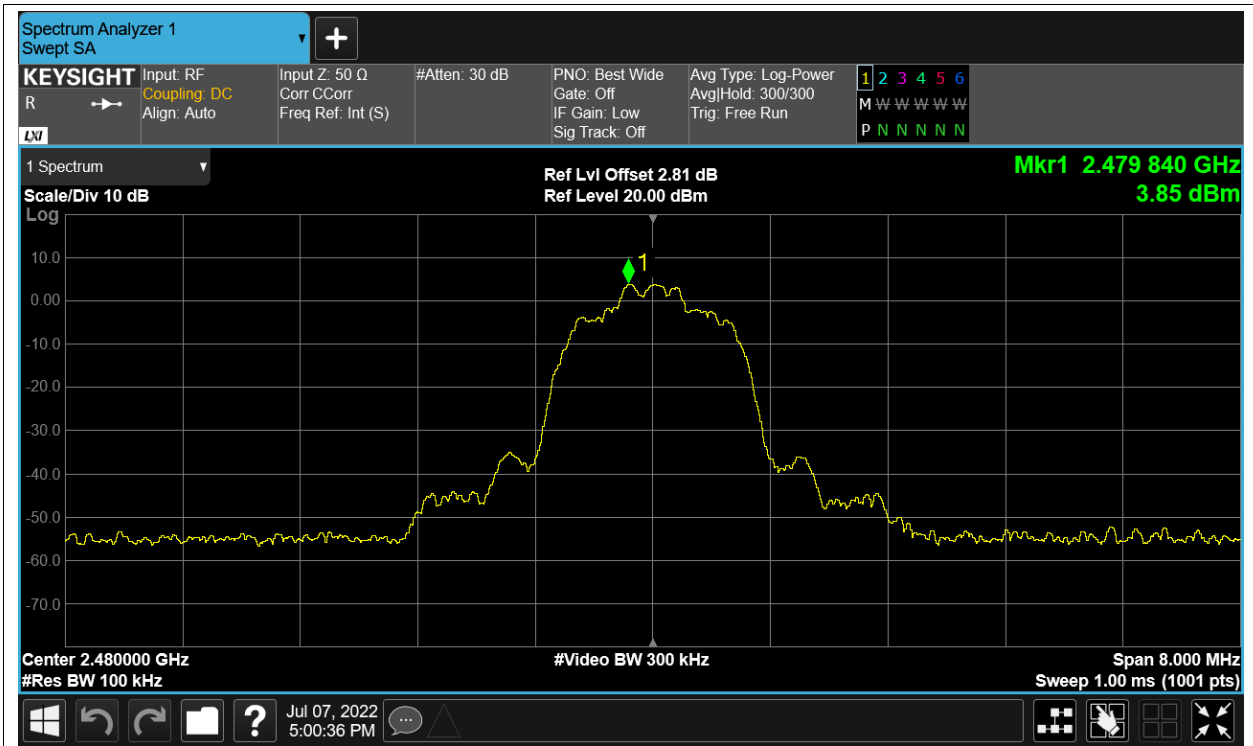 Spectrum Analyzer 1
Swept SA
KEYSIGHT
R
LXI
Input: RF
Coupling: DC
Align: Auto
Input Z: 50 Ω
Corr CCorr
Freq Ref: Int (S)
#Atten: 30 dB
PNO: Best Wide
Gate: Off
IF Gain: Low
Sig Track: Off
Avg Type: Log-Power
Avg|Hold: 300/300
Trig: Free Run
1 2 3 4 5 6
M W W W W W
P N N N N N
1 Spectrum
Scale/Div 10 dB
Log
Ref Lvl Offset 2.81 dB
Ref Level 20.00 dBm
Mkr1 2.479 840 GHz
3.85 dBm
10.0
0.00
-10.0
-20.0
-30.0
-40.0
-50.0
-60.0
-70.0
1
Center 2.480000 GHz
#Res BW 100 kHz
#Video BW 300 kHz
Span 8.000 MHz
Sweep 1.00 ms (1001 pts)
?
Jul 07, 2022
5:00:36 PM